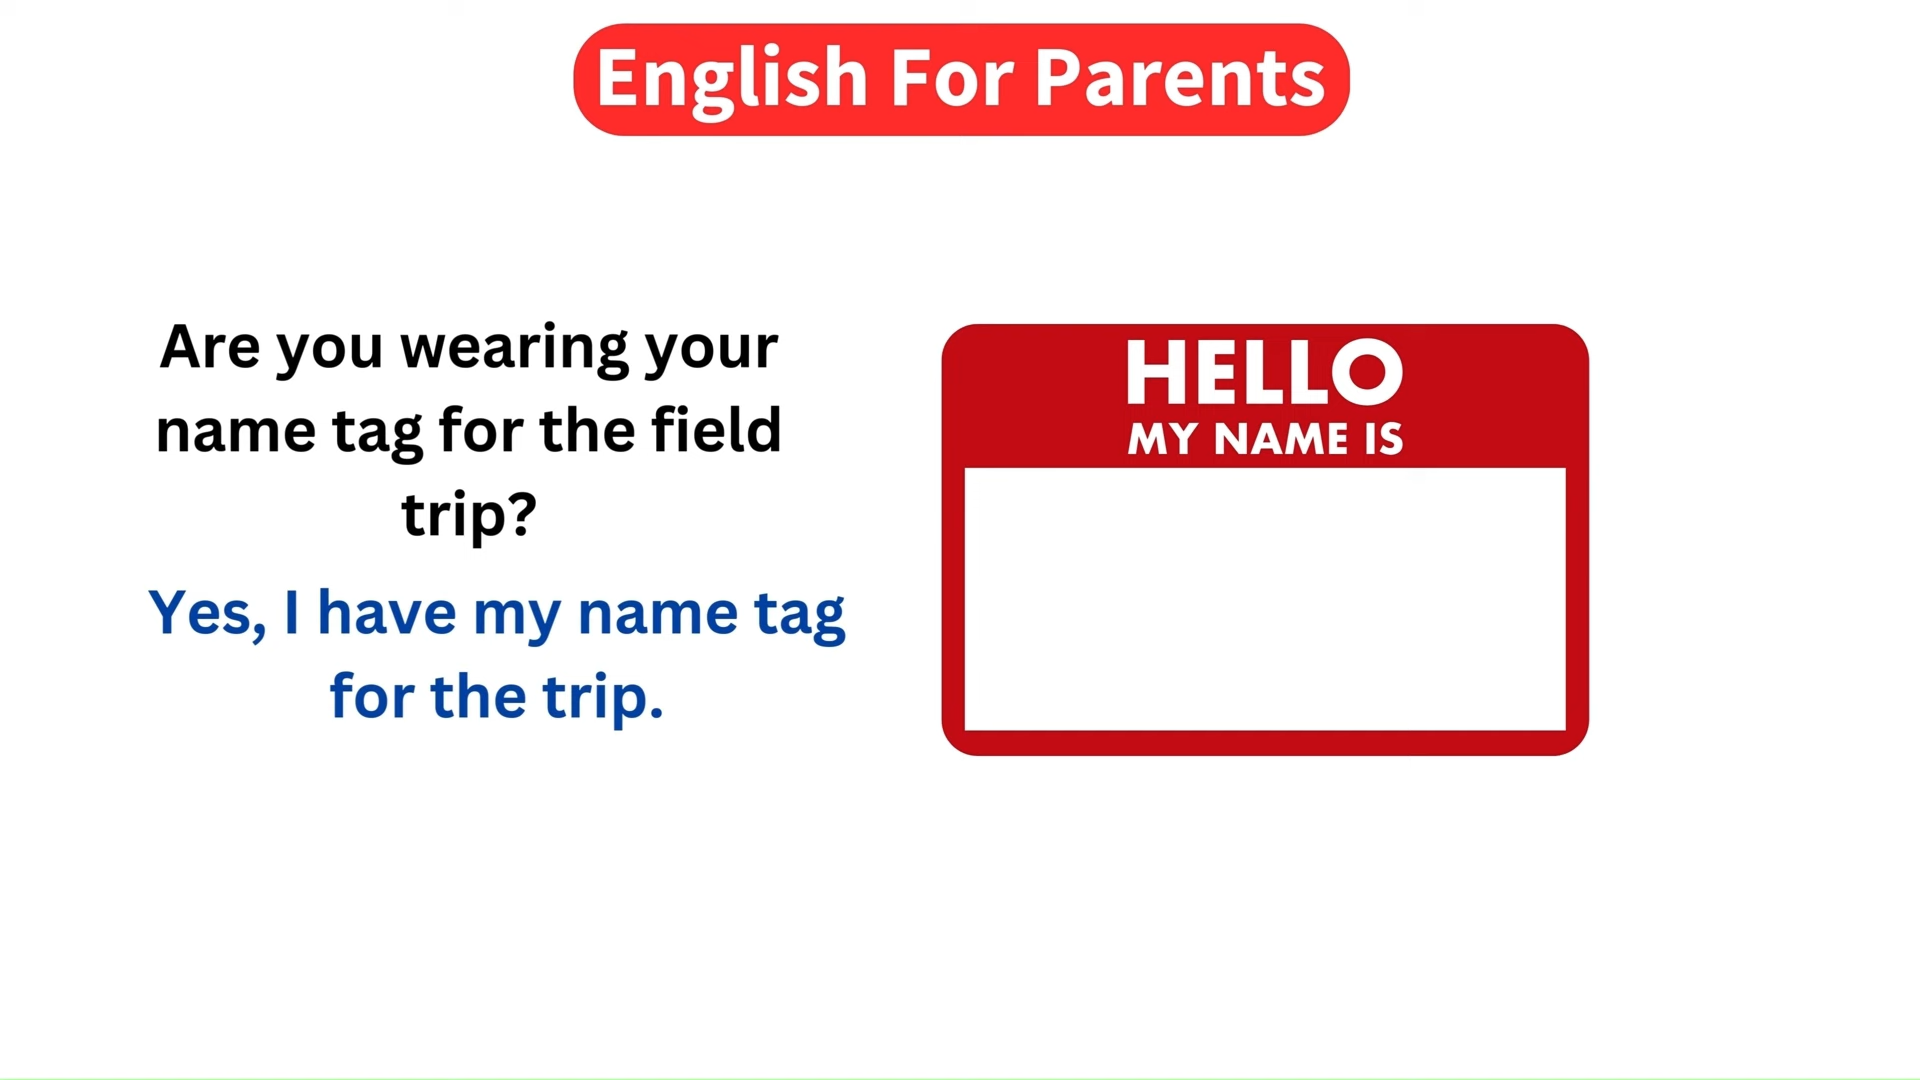 English For Parents
Are you wearing your
name tag for the field
trip?
Yes, I have my name tag
for the trip.
HELLO
MY NAME IS